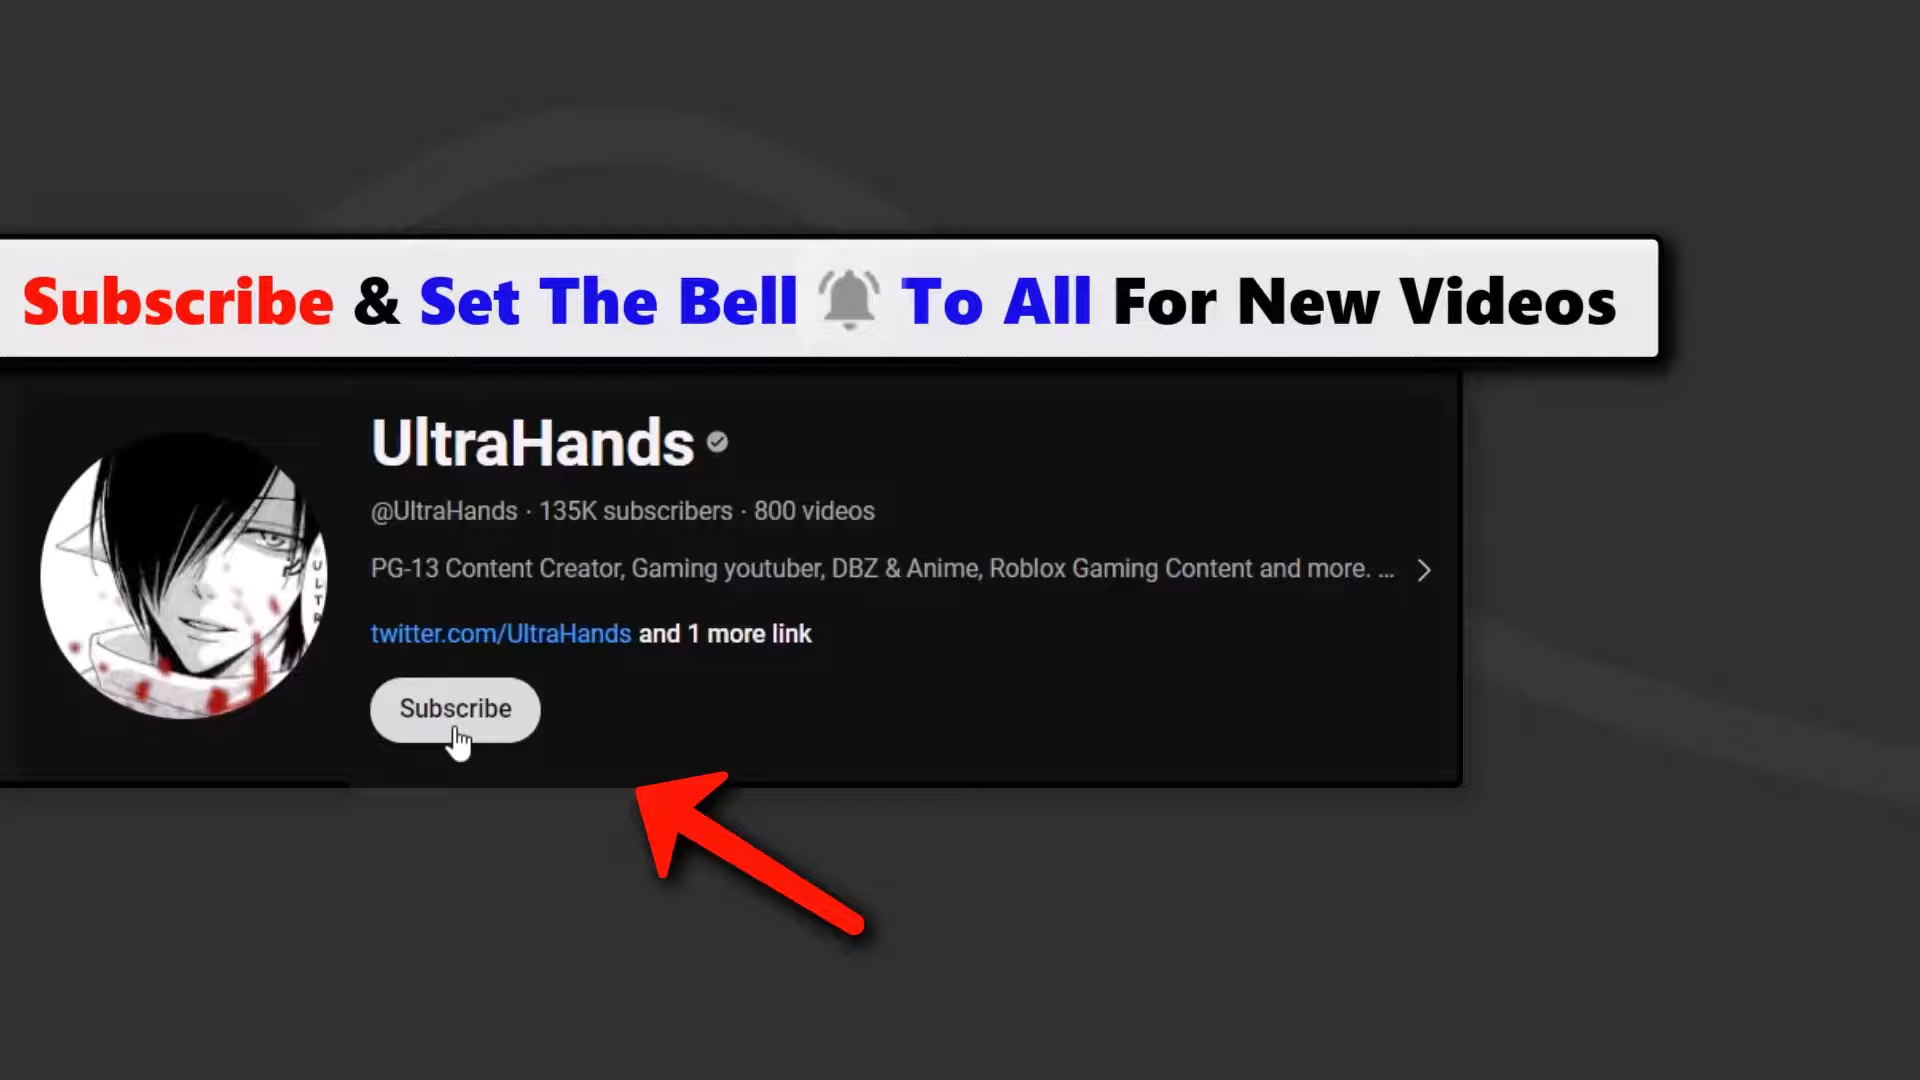 Subscribe & Set The Bell To All For New Videos
UltraHands
@UltraHands · 135K subscribers · 800 videos
PG-13 Content Creator, Gaming youtuber, DBZ & Anime, Roblox Gaming Content and more. ...
twitter.com/UltraHands and 1 more link
Subscribe
ULTR